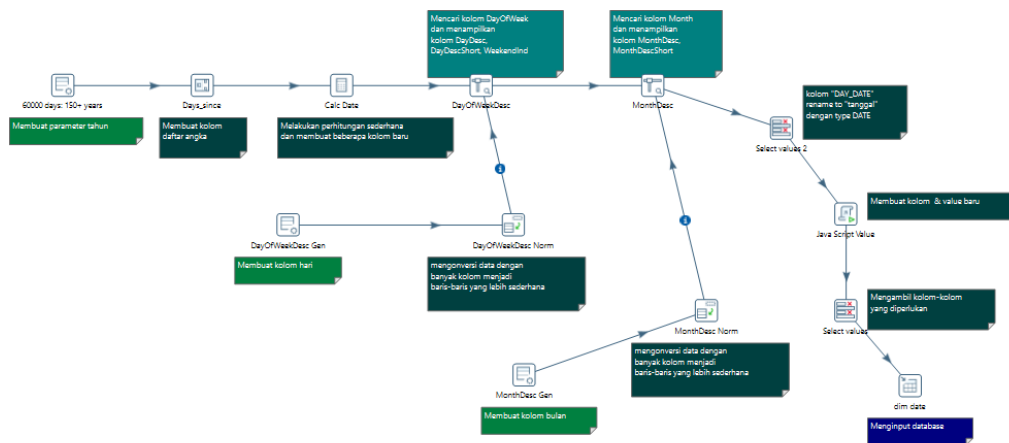 Mencari kolom DayOfWeek
dan menampilkan
kolom DayDesc,
DayDescShort, WeekendInd
Mencari kolom Month
dan menampilkan
kolom MonthDesc,
MonthDescShort
60000 days: 150+ years
Days_since
Calc Date
DayOfWeekDesc
MonthDesc
Membuat parameter tahun
Membuat kolom
daftar angka
Melakukan perhitungan sederhana
dan membuat beberapa kolom baru
kolom "DAY_DATE"
rename to "tanggal"
dengan type DATE
Select values 2
Membuat kolom & value baru
Java Script Value
DayOfWeekDesc Gen
DayOfWeekDesc Norm
Membuat kolom hari
mengonversi data dengan
banyak kolom menjadi
baris-baris yang lebih sederhana
Mengambil kolom-kolom
yang diperlukan
Select values
MonthDesc Norm
mengonversi data dengan
banyak kolom menjadi
baris-baris yang lebih sederhana
MonthDesc Gen
Membuat kolom bulan
dim date
Menginput database